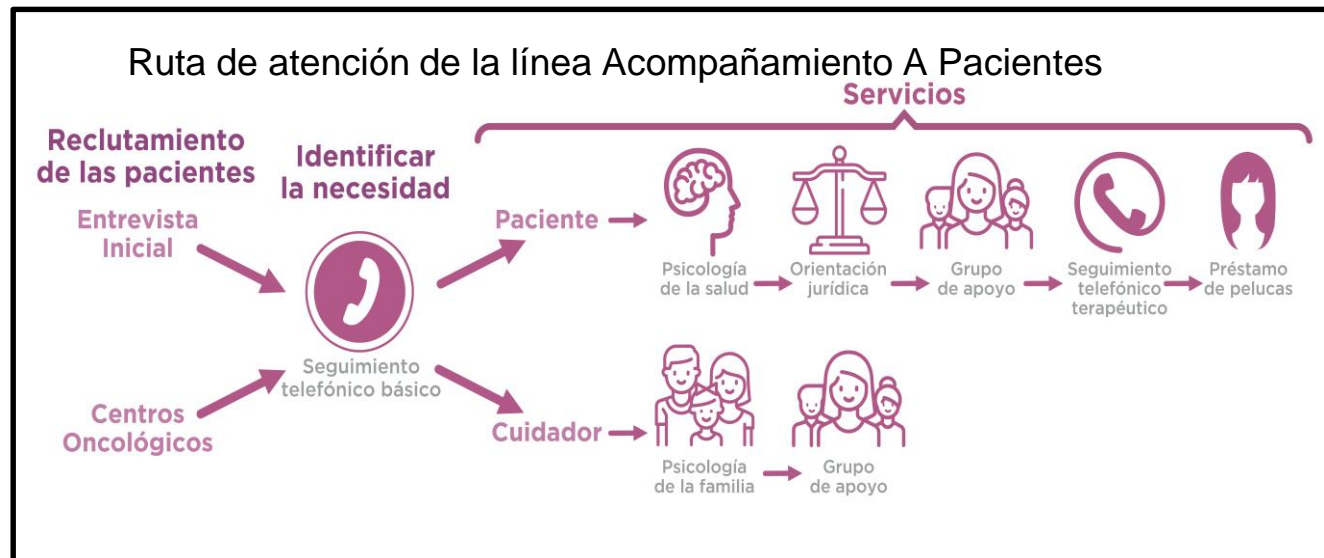 Ruta de atención de la línea Acompañamiento A Pacientes
Servicios
Reclutamiento
de las pacientes
Identificar
la necesidad
Entrevista
Inicial
Centros
Oncológicos
Seguimiento
telefónico básico
Paciente
Psicología
de la salud
Orientación
jurídica
Grupo
de apoyo
Seguimiento
telefónico
terapéutico
Préstamo
de pelucas
Cuidador
Psicología
de la familia
Grupo
de apoyo